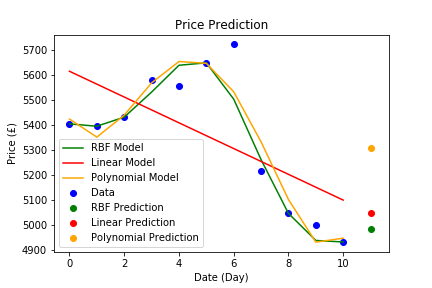 Price Prediction
Price (£)
5700
5600
5500
5400
5300
5200
5100
5000
4900
RBF Model
Linear Model
Polynomial Model
Data
RBF Prediction
Linear Prediction
Polynomial Prediction
0 2 4 6 8 10
Date (Day)